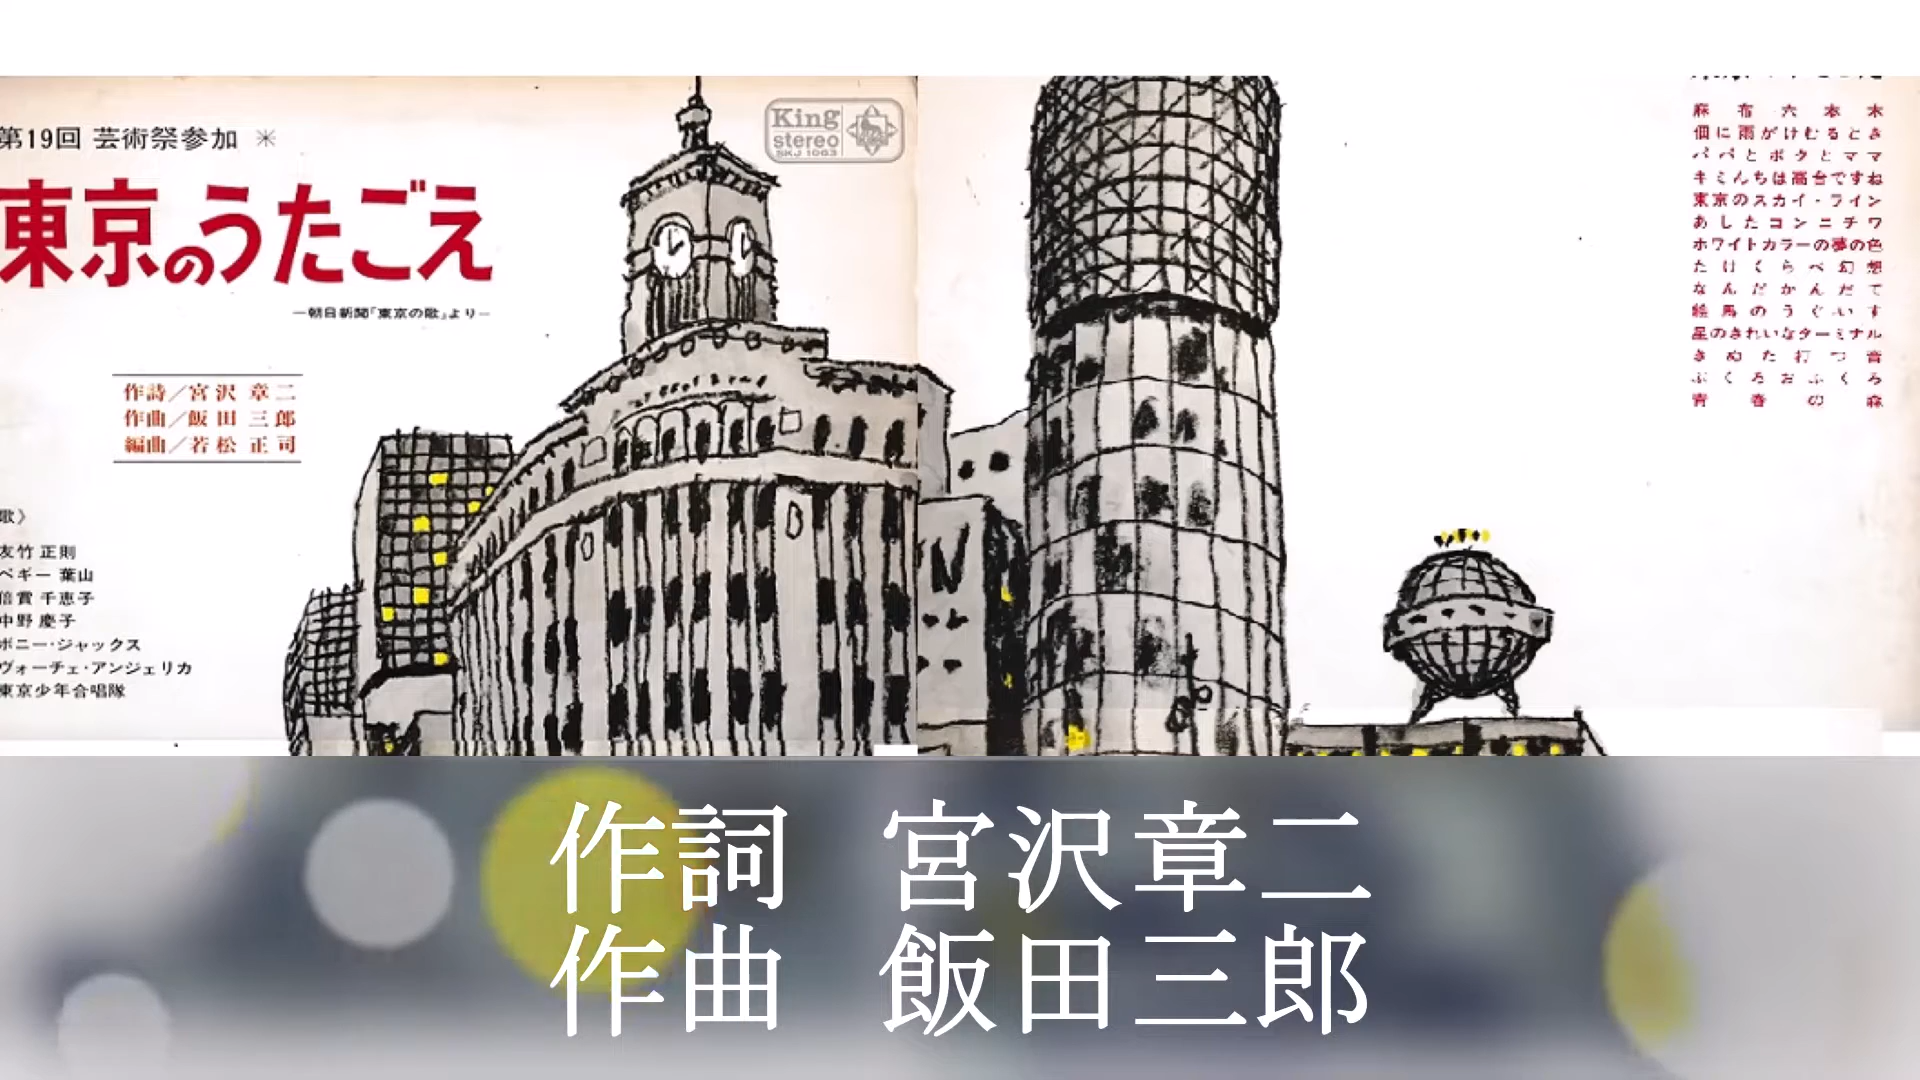 第19回 芸術祭参加 ✳
King
stereo
SKJ 1063
東京のうたごえ
―朝日新聞「東京の歌」より―
作詩／宮沢 章二
作曲／飯田 三郎
編曲／若松 正司
歌》
友竹 正則
ペギー 葉山
倍賞 千恵子
中野 慶子
ボニー・ジャックス
ヴォーチェ・アンジェリカ
東京少年合唱隊
麻布六本木
佃に雨がけむるとき
パパとボクとママ
キミんちは高台ですね
東京のスカイ・ライン
あしたコンニチワ
ホワイトカラーの夢の色
たけくらべ幻想
なんだかんだで
絵馬のうぐいす
星のきれいなターミナル
きぬた打つ音
ぶくろおふくろ
青春の森
作詞 宮沢章二
作曲 飯田三郎